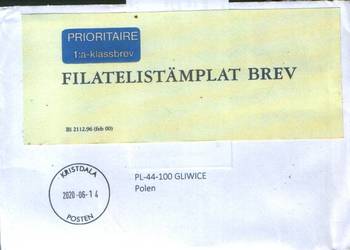 PRIORITAIRE
1:a-klassbrev
FILATELISTÄMPLAT BREV
Bl 2112.96 (feb 00)
KRISTDALA
2020-06-14
POSTEN
PL-44-100 GLIWICE
Polen